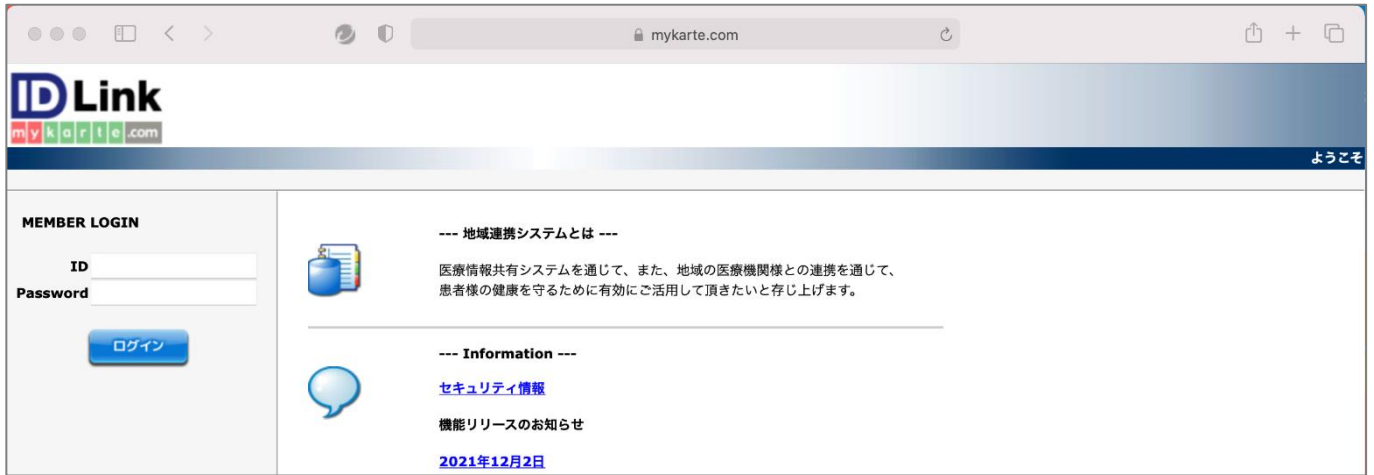 mykarte.com
ID Link
mykarte.com
ようこそ
MEMBER LOGIN
ID
Password
ログイン
--- 地域連携システムとは ---
医療情報共有システムを通じて、また、地域の医療機関様との連携を通じて、
患者様の健康を守るために有効にご活用して頂きたいと存じ上げます。
--- Information ---
セキュリティ情報
機能リリースのお知らせ
2021年12月2日